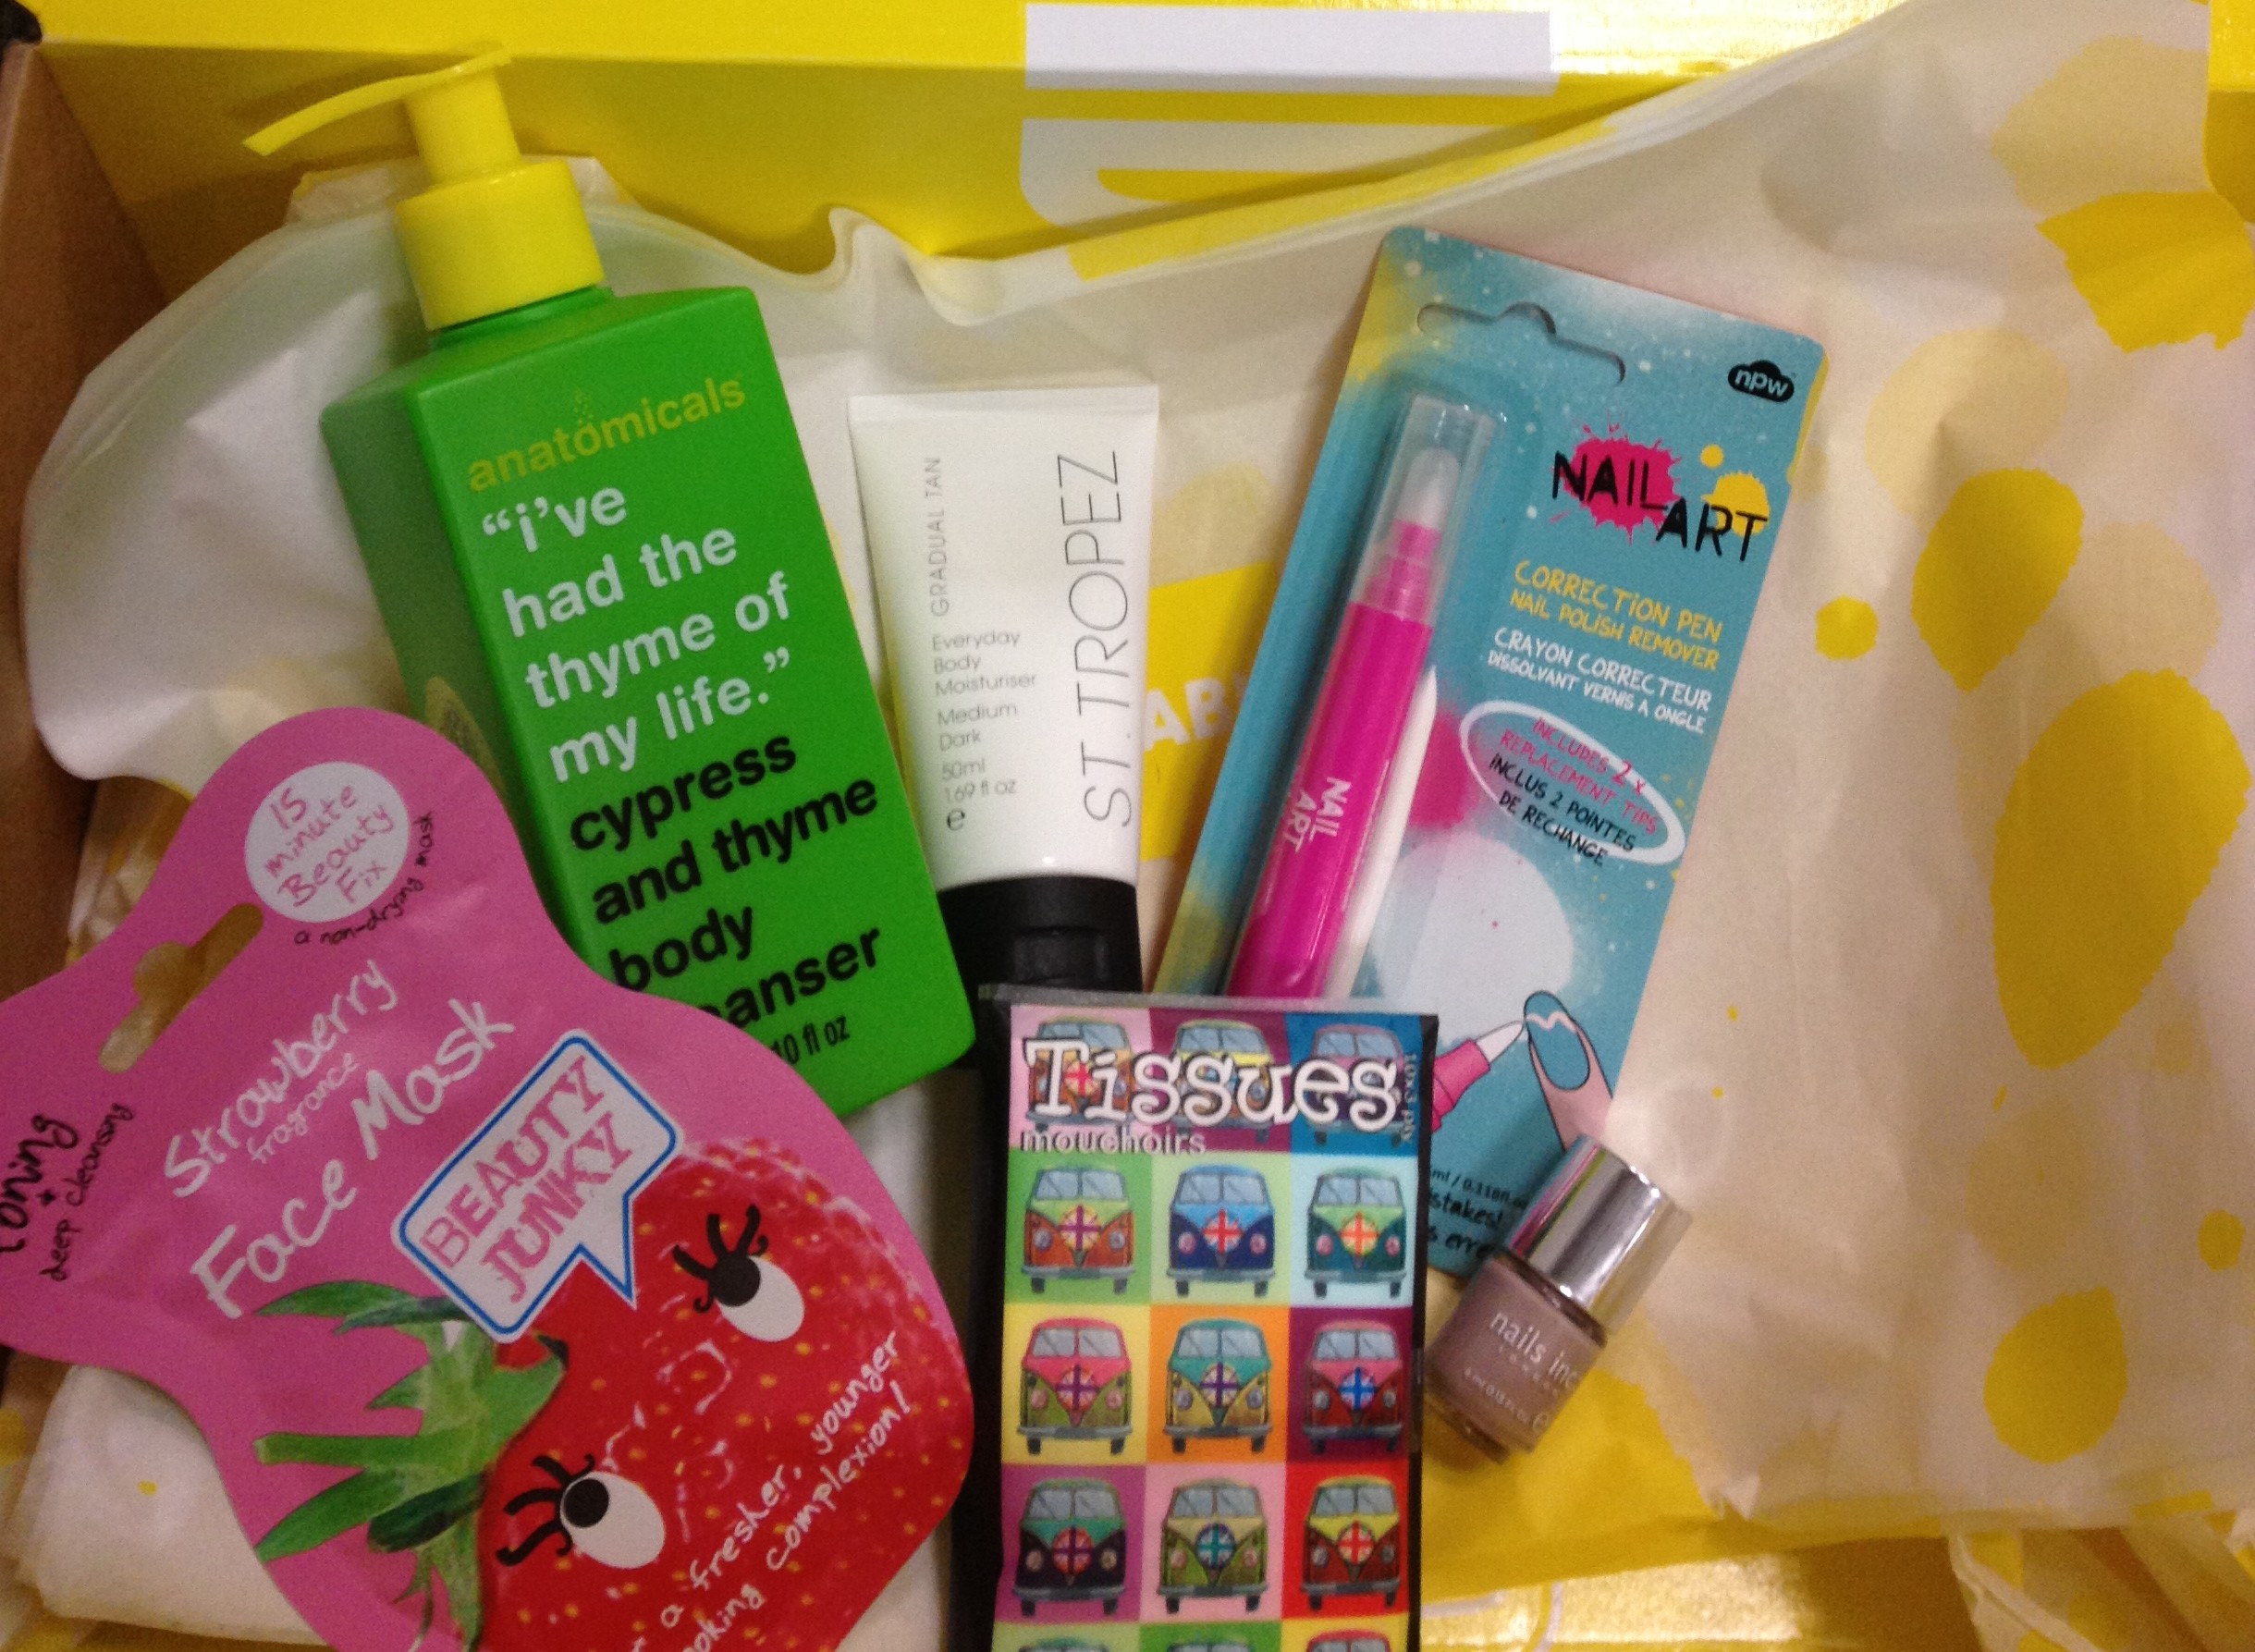 anatomicals
“i’ve
had the
thyme of
my life.”
cypress
and thyme
body
10 fl oz
GRADUAL TAN
Everyday
Body
Moisturiser
Medium
Dark
50ml
1.69 fl oz
e
ST. TROPEZ
npw
NAIL
ART
CORRECTION PEN
NAIL POLISH REMOVER
CRAYON CORRECTEUR
DISSOLVANT VERNIS A ONGLE
INCLUDES 2 x
REPLACEMENT TIPS
INCLUS 2 POINTES
DE RECHANGE
NAIL
ART
15
minute
Beauty
Fix
a non-drying mask
Strawberry
fragrance
Face Mask
BEAUTY
JUNKY
deep cleansing
a fresher, younger
complexion!
Tissues
mouchoirs
nails inc